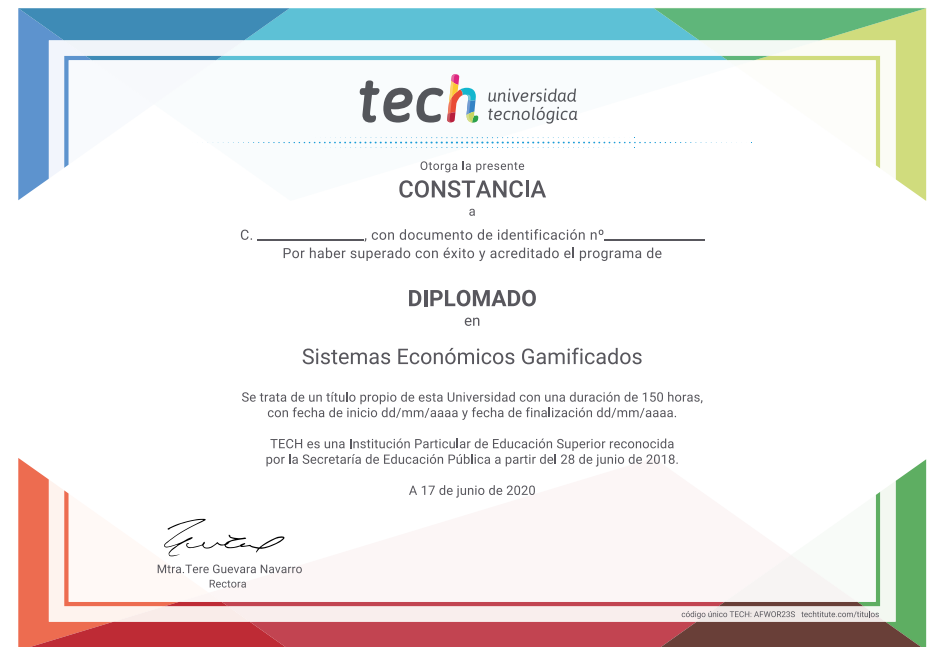 tech universidad
tecnológica
Otorga la presente
CONSTANCIA
a
C. ______________, con documento de identificación nº_____________
Por haber superado con éxito y acreditado el programa de
DIPLOMADO
en
Sistemas Económicos Gamificados
Se trata de un título propio de esta Universidad con una duración de 150 horas,
con fecha de inicio dd/mm/aaaa y fecha de finalización dd/mm/aaaa.
TECH es una Institución Particular de Educación Superior reconocida
por la Secretaría de Educación Pública a partir del 28 de junio de 2018.
A 17 de junio de 2020
Mtra.Tere Guevara Navarro
Rectora
código único TECH: AFWOR23S techtitute.com/titulos